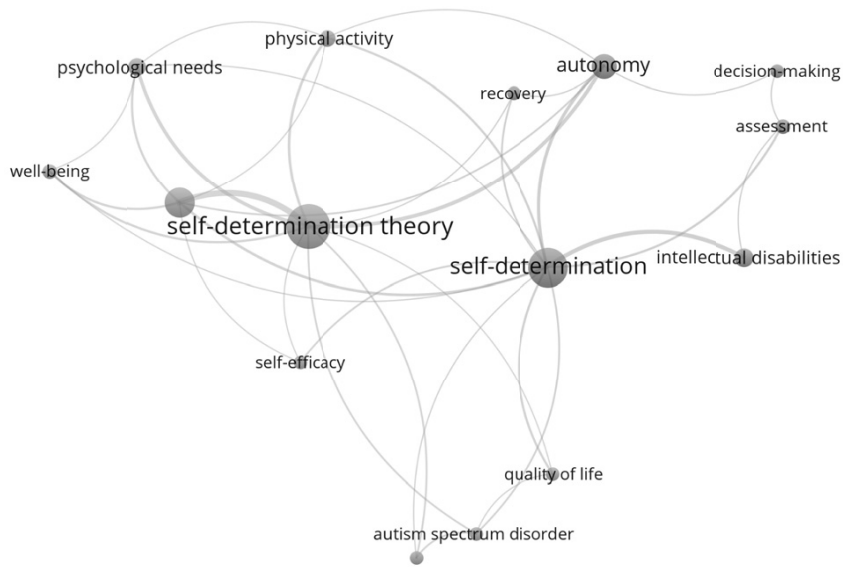 physical activity
psychological needs
autonomy
decision-making
recovery
assessment
well-being
self-determination theory
self-determination
intellectual disabilities
self-efficacy
quality of life
autism spectrum disorder